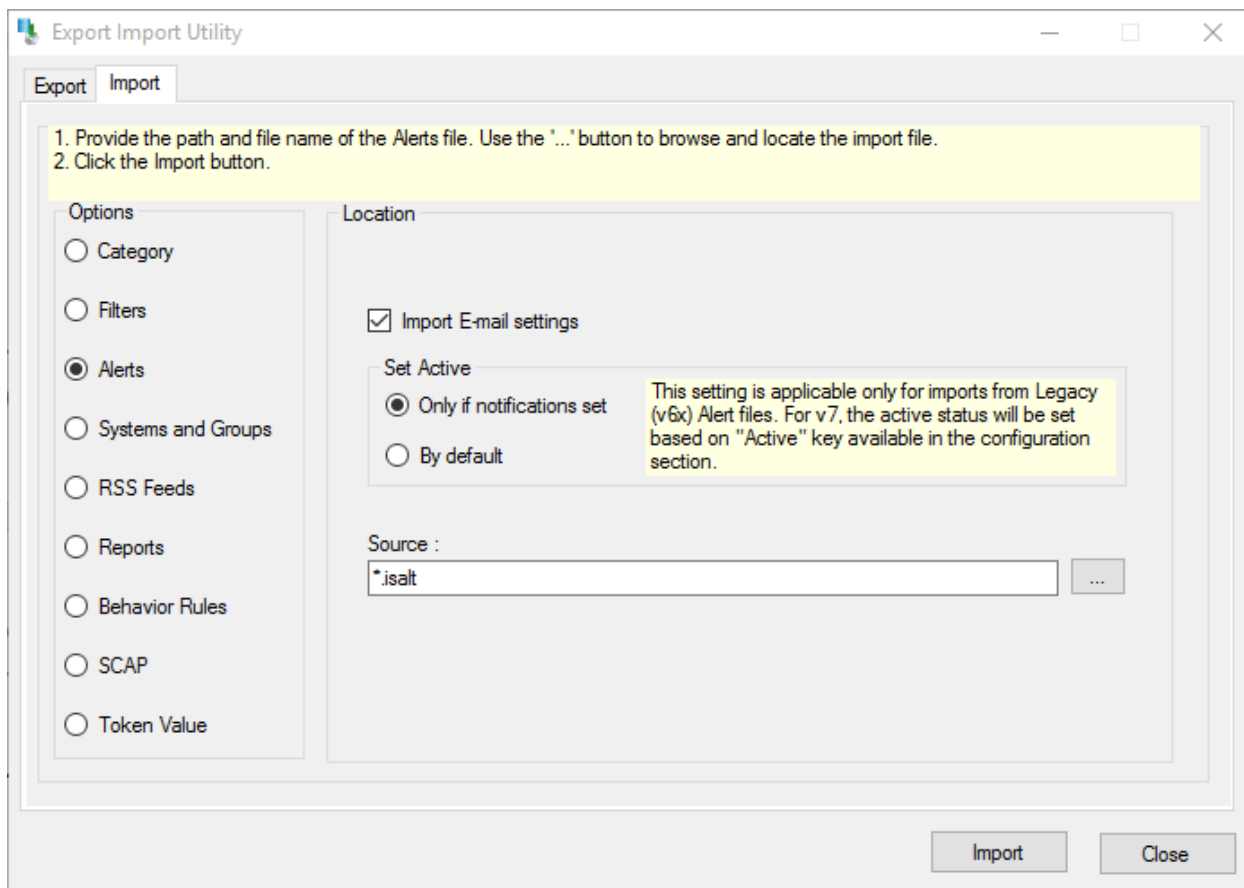 Export Import Utility
Export
Import
1. Provide the path and file name of the Alerts file. Use the '...' button to browse and locate the import file.
2. Click the Import button.
Options
Category
Filters
Alerts
Systems and Groups
RSS Feeds
Reports
Behavior Rules
SCAP
Token Value
Location
Import E-mail settings
Set Active
Only if notifications set
By default
This setting is applicable only for imports from Legacy
(v6x) Alert files. For v7, the active status will be set
based on "Active" key available in the configuration
section.
Source :
*.isalt
...
Import
Close